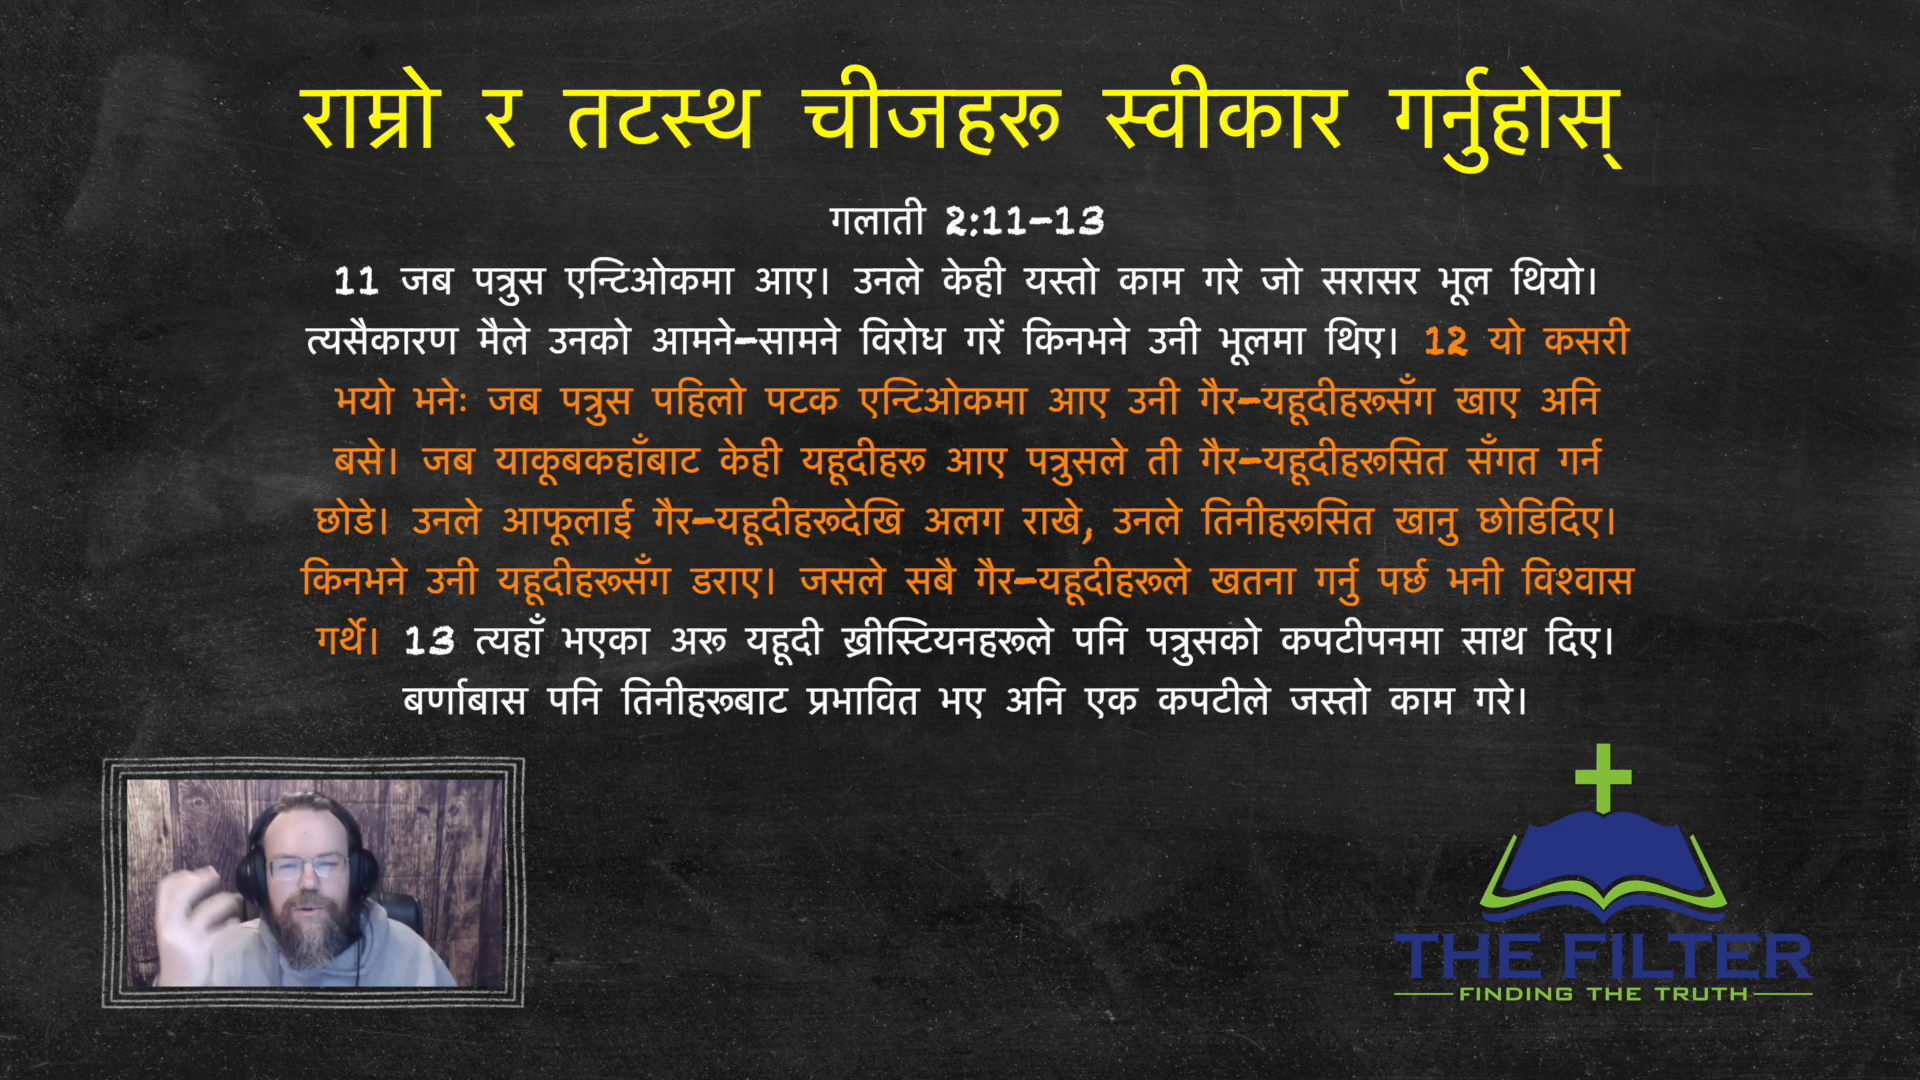 राम्रो र तटस्थ चीजहरू स्वीकार गर्नुहोस्
गलाती 2:11-13
11 जब पत्रुस एन्टिओकमा आए। उनले केही यस्तो काम गरे जो सरासर भूल थियो।
त्यसैकारण मैले उनको आमने-सामने विरोध गरें किनभने उनी भूलमा थिए। 12 यो कसरी
भयो भनेः जब पत्रुस पहिलो पटक एन्टिओकमा आए उनी गैर-यहूदीहरूसँग खाए अनि
बसे। जब याकूबकहाँबाट केही यहूदीहरू आए पत्रुसले ती गैर-यहूदीहरूसित सँगत गर्न
छोडे। उनले आफूलाई गैर-यहूदीहरूदेखि अलग राखे, उनले तिनीहरूसित खानु छोडिदिए।
किनभने उनी यहूदीहरूसँग डराए। जसले सबै गैर-यहूदीहरूले खतना गर्नु पर्छ भनी विश्वास
गर्थे। 13 त्यहाँ भएका अरू यहूदी ख्रीस्टियनहरूले पनि पत्रुसको कपटीपनमा साथ दिए।
बर्णाबास पनि तिनीहरूबाट प्रभावित भए अनि एक कपटीले जस्तो काम गरे।
THE FILTER
FINDING THE TRUTH